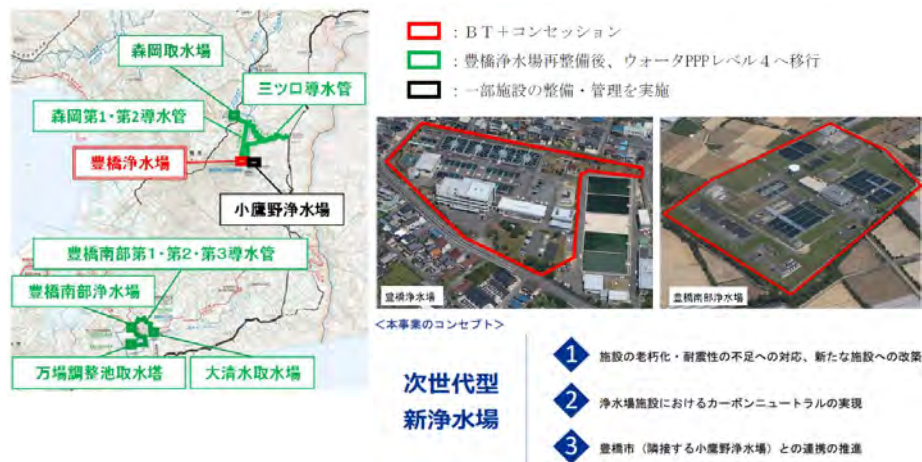 森岡取水場
三ツ口導水管
森岡第1・第2導水管
豊橋浄水場
小鷹野浄水場
豊橋南部第1・第2・第3導水管
豊橋南部浄水場
万場調整池取水塔
大清水取水場
：ＢＴ＋コンセッション
：豊橋浄水場再整備後、ウォータPPPレベル４へ移行
：一部施設の整備・管理を実施
豊橋浄水場
豊橋南部浄水場
＜本事業のコンセプト＞
次世代型
新浄水場
1 施設の老朽化・耐震性の不足への対応、新たな施設への改築
2 浄水場施設におけるカーボンニュートラルの実現
3 豊橋市（隣接する小鷹野浄水場）との連携の推進